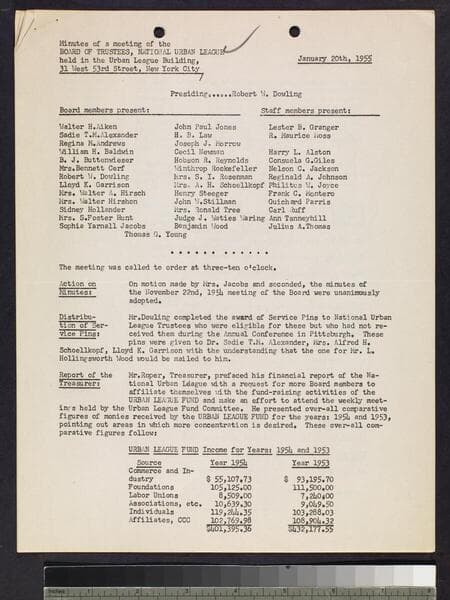 Minutes of a meeting of the
BOARD OF TRUSTEES, NATIONAL URBAN LEAGUE
held in the Urban League Building,
31 West 53rd Street, New York City
January 20th, 1955
Presiding......Robert W. Dowling
Board members present: Staff members present:
Walter H.Aiken John Paul Jones Lester B. Granger
Sadie T.M.Alexander H. B. Law R. Maurice Moss
Regina M.Andrews Joseph J. Morrow
William H. Baldwin Cecil Newman Harry L. Alston
B. J. Buttenwieser Hobson R. Reynolds Consuela G.Giles
Mrs.Bennett Cerf Winthrop Rockefeller Nelson C. Jackson
Robert W. Dowling Mrs. S. I. Rosenman Reginald A. Johnson
Lloyd K. Garrison Mrs. A. H. Schoellkopf Philites W. Joyce
Mrs. Walter A. Hirsch Henry Steeger Frank C. Montero
Mrs. Walter Hirshon John W.Stillman Guichard Parris
Sidney Hollander Mrs. Ronald Tree Carl Ruff
Mrs. S.Foster Hunt Judge J. Waties Waring Ann Tanneyhill
Sophia Yarnall Jacobs Benjamin Wood Julius A.Thomas
Thomas G. Young
. . . . . . . . . . . .
The meeting was called to order at three-ten o'clock.
Action on On motion made by Mrs. Jacobs and seconded, the minutes of
Minutes: the November 22nd, 1954 meeting of the Board were unanimously
adopted.
Distribu- Mr.Dowling completed the award of Service Pins to National Urban
tion of Ser- League Trustees who were eligible for these but who had not re-
vice Pins: ceived them during the Annual Conference in Pittsburgh. These
pins were given to Dr. Sadie T.M. Alexander, Mrs. Alfred H.
Schoellkopf, Lloyd K. Garrison with the understanding that the one for Mr. L.
Hollingsworth Wood would be mailed to him.
Report of the Mr.Roper, Treasurer, prefaced his financial report of the Na-
Treasurer: tional Urban League with a request for more Board members to
affiliate themselves with the fund-raising activities of the
URBAN LEAGUE FUND and make an effort to attend the weekly meet-
ings held by the Urban League Fund Committee. He presented over-all comparative
figures of monies received by the URBAN LEAGUE FUND for the years: 1954 and 1953,
pointing out areas in which more concentration is desired. These over-all com-
parative figures follow:
URBAN LEAGUE FUND Income for Years: 1954 and 1953
Source Year 1954 Year 1953
Commerce and In-
dustry $ 55,107.73 $ 93,195.70
Foundations 105,125.00 111,500.00
Labor Unions 8,509.00 7,240.00
Associations, etc. 10,639.30 9,049.50
Individuals 119,244.35 103,288.03
Affiliates, CCC 102,769.98 108,904.32
$401,395.36 $432,177.55